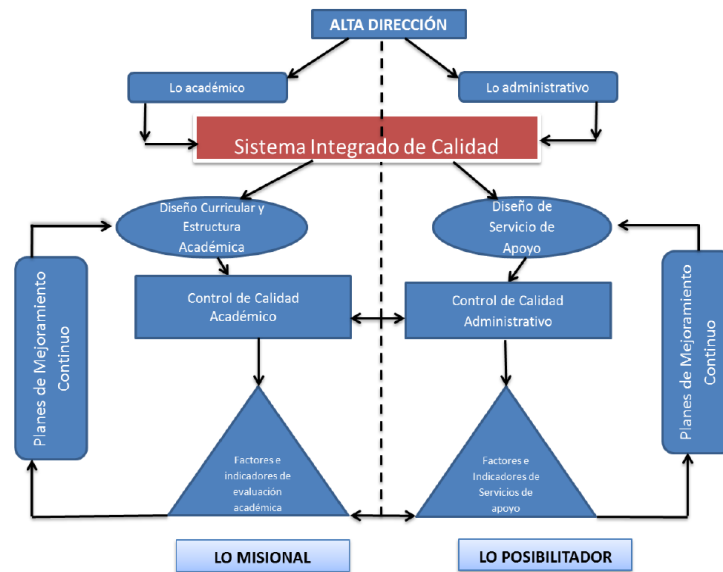 ALTA DIRECCIÓN
Lo académico
Lo administrativo
Sistema Integrado de Calidad
Diseño Curricular y
Estructura
Académica
Diseño de
Servicio de
Apoyo
Control de Calidad
Académico
Control de Calidad
Administrativo
Planes de Mejoramiento
Continuo
Planes de Mejoramiento
Continuo
Factores e
indicadores de
evaluación
académica
Factores e
Indicadores de
Servicios de
apoyo
LO MISIONAL
LO POSIBILITADOR